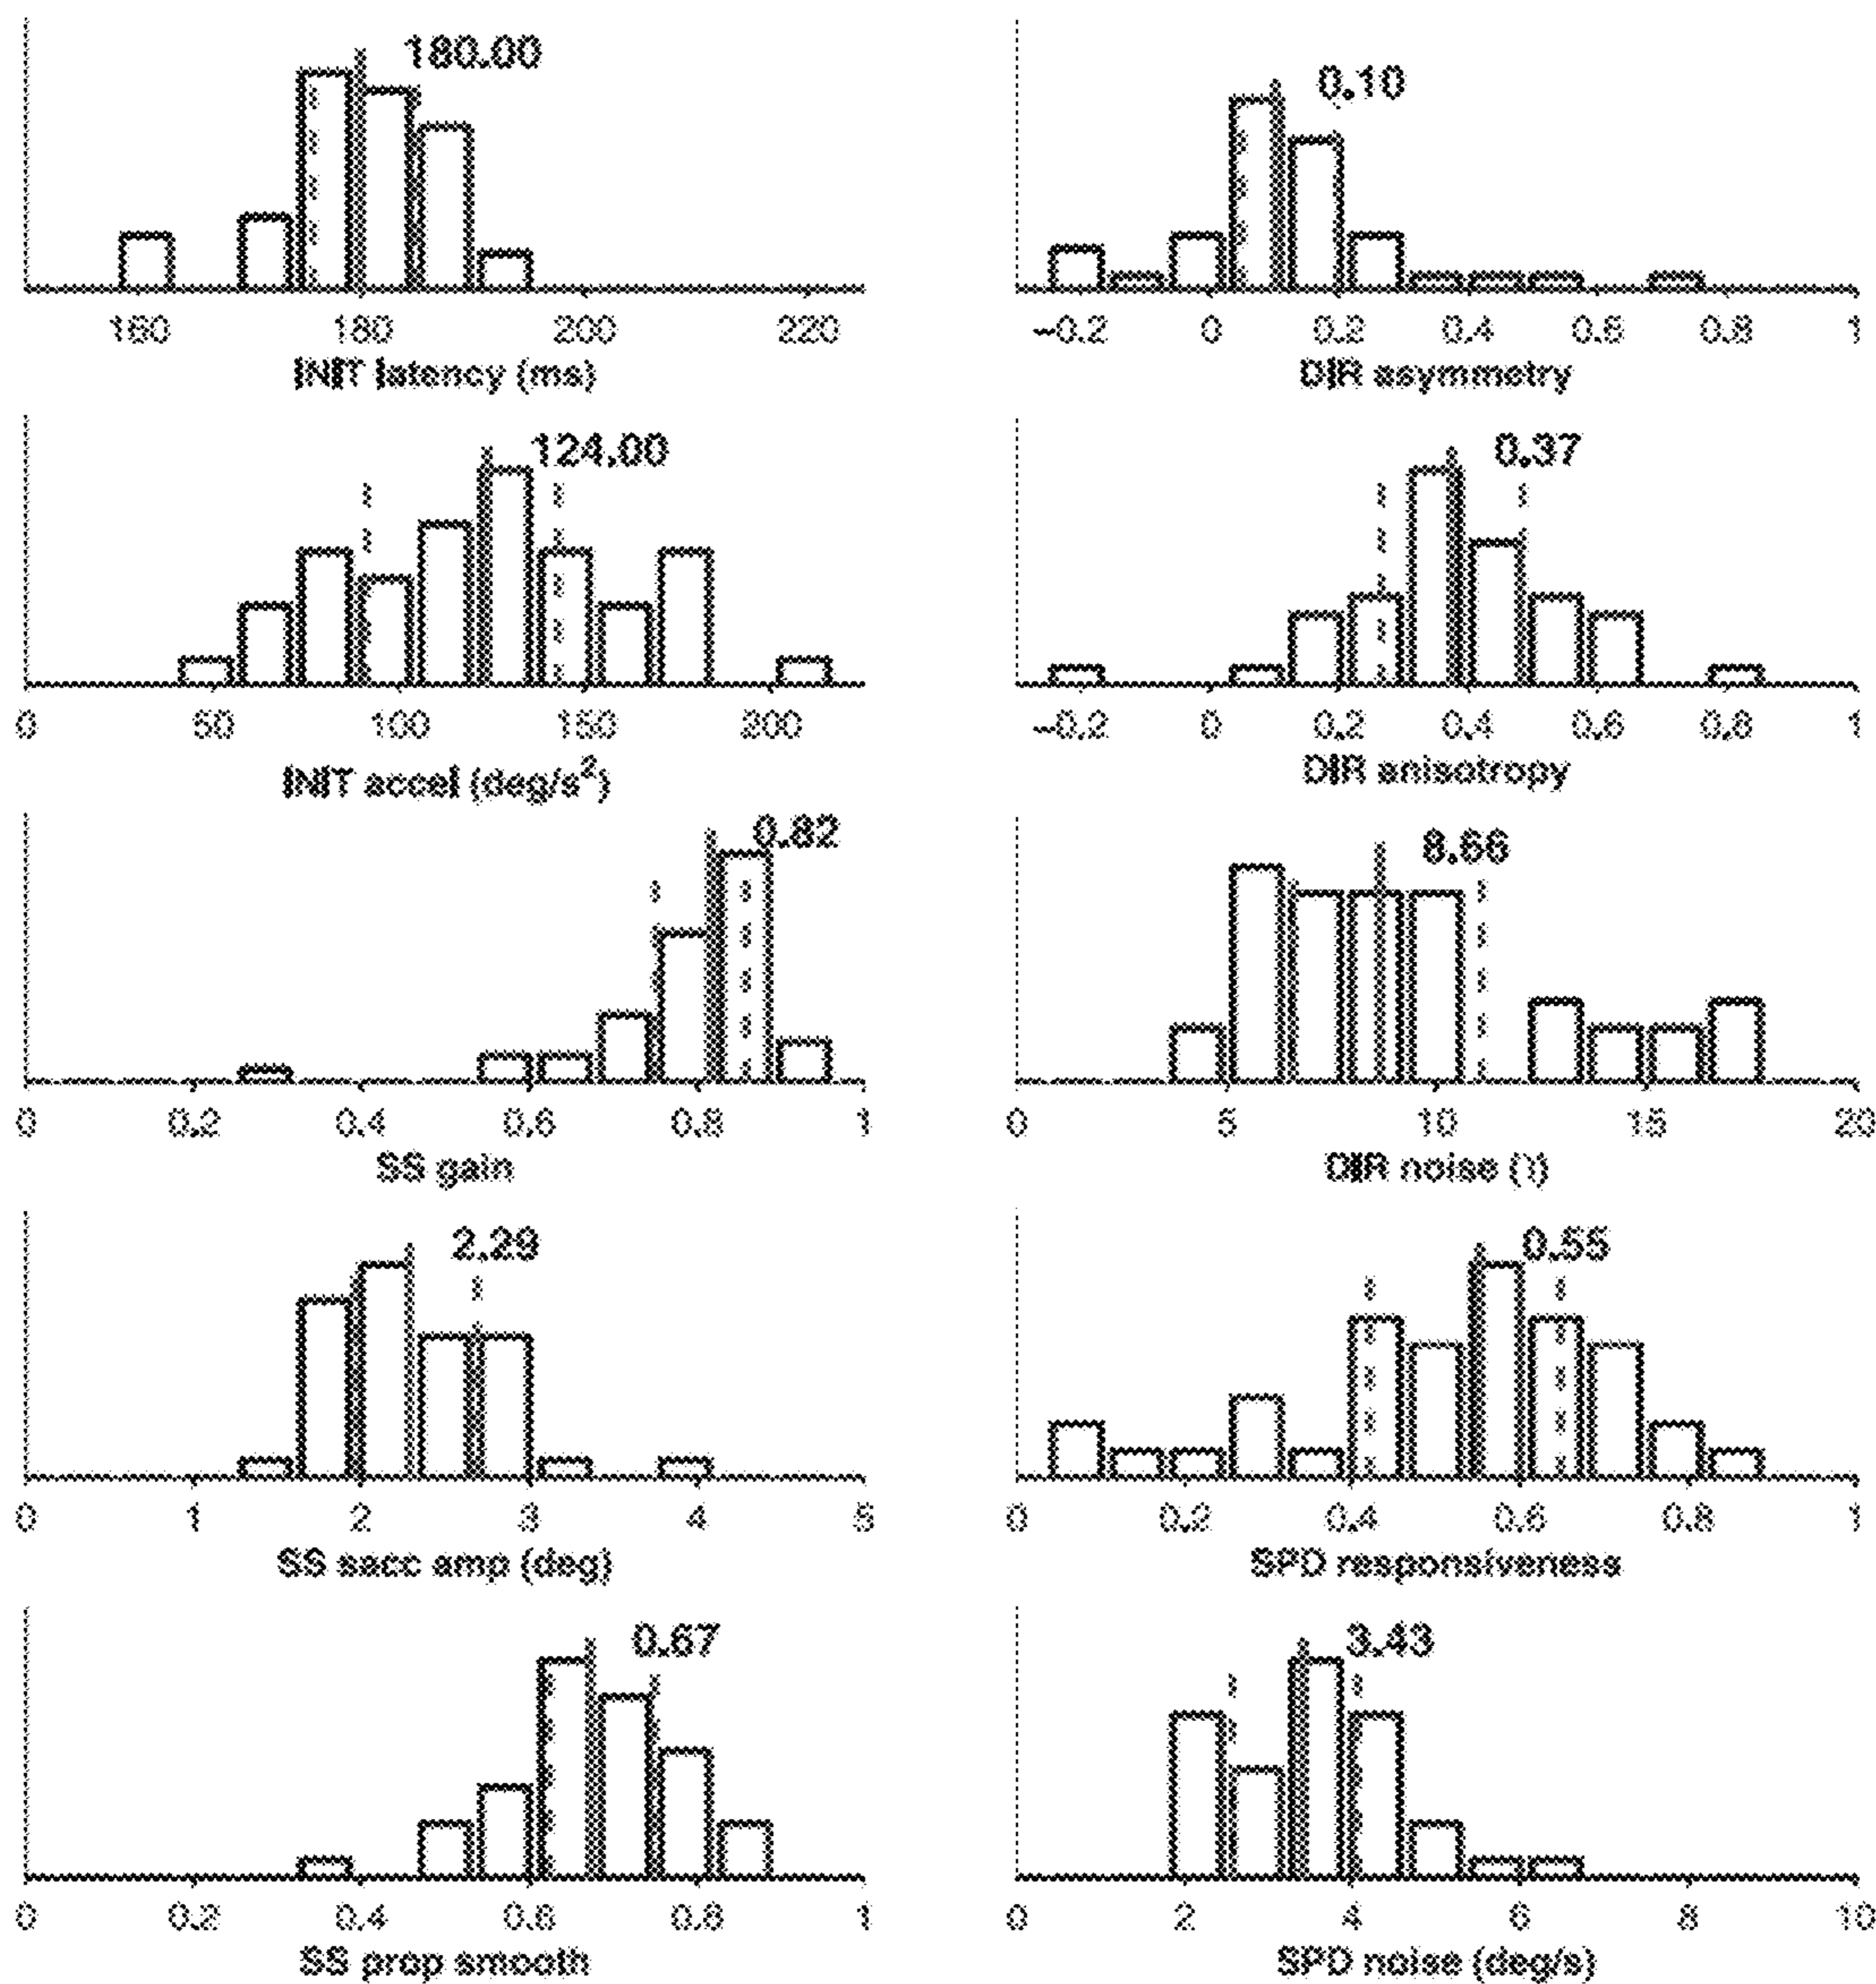 180.00
160 180 200 220
INIT latency (ms)
0.10
−0.2 0 0.2 0.4 0.6 0.8 1
DIR asymmetry
124.00
0 50 100 150 200
INIT accel (deg/s²)
0.37
−0.2 0 0.2 0.4 0.6 0.8 1
DIR anisotropy
0.82
0 0.2 0.4 0.6 0.8 1
SS gain
8.66
0 5 10 15 20
DIR noise ()
2.29
0 1 2 3 4 5
SS sacc amp (deg)
0.55
0 0.2 0.4 0.6 0.8 1
SPD responsiveness
0.67
0 0.2 0.4 0.6 0.8 1
SS prop smooth
3.43
0 2 4 6 8 10
SPD noise (deg/s)